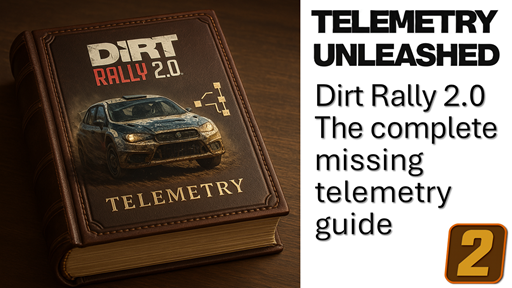 DiRT
RALLY 2.0
TELEMETRY
TELEMETRY
UNLEASHED
Dirt Rally 2.0
The complete
missing
telemetry
guide
2